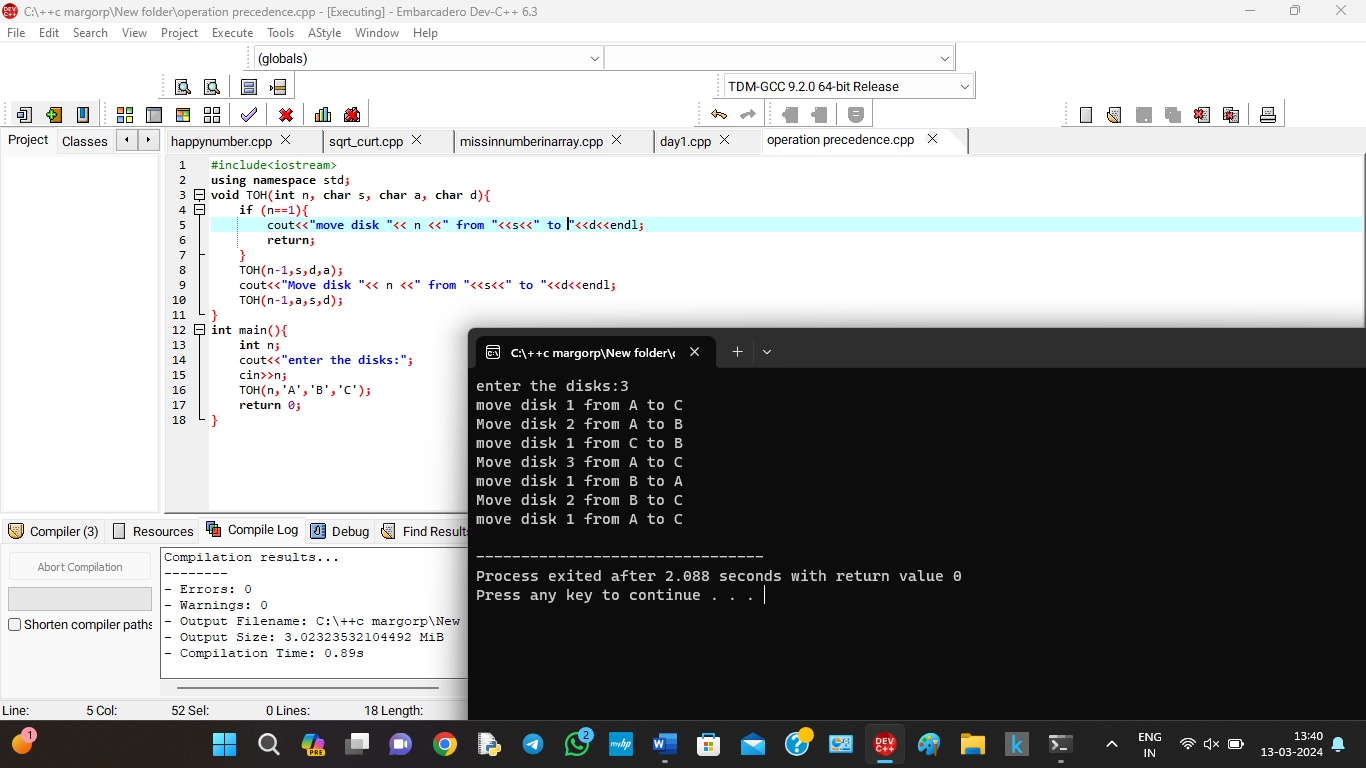 C:\++c margorp\New folder\operation precedence.cpp - [Executing] - Embarcadero Dev-C++ 6.3
File Edit Search View Project Execute Tools AStyle Window Help
(globals)
TDM-GCC 9.2.0 64-bit Release
Project Classes happynumber.cpp sqrt_curt.cpp missinnumberinarray.cpp day1.cpp operation precedence.cpp
1 #include<iostream>
2 using namespace std;
3 void TOH(int n, char s, char a, char d){
4 if (n==1){
5 cout<<"move disk "<< n <<" from "<<s<<" to "<<d<<endl;
6 return;
7 }
8 TOH(n-1,s,d,a);
9 cout<<"Move disk "<< n <<" from "<<s<<" to "<<d<<endl;
10 TOH(n-1,a,s,d);
11 }
12 int main(){
13 int n;
14 cout<<"enter the disks:";
15 cin>>n;
16 TOH(n,'A','B','C');
17 return 0;
18 }
C:\++c margorp\New folder\
enter the disks:3
move disk 1 from A to C
Move disk 2 from A to B
move disk 1 from C to B
Move disk 3 from A to C
move disk 1 from B to A
Move disk 2 from B to C
move disk 1 from A to C
--------------------------------
Process exited after 2.088 seconds with return value 0
Press any key to continue . . .
Compiler (3) Resources Compile Log Debug Find Results
Abort Compilation
Shorten compiler paths
Compilation results...
--------
- Errors: 0
- Warnings: 0
- Output Filename: C:\++c margorp\New
- Output Size: 3.02323532104492 MiB
- Compilation Time: 0.89s
Line: 5 Col: 52 Sel: 0 Lines: 18 Length:
1
PRE
2
myhp
W
DEV
C++
k
ENG
IN
13:40
13-03-2024